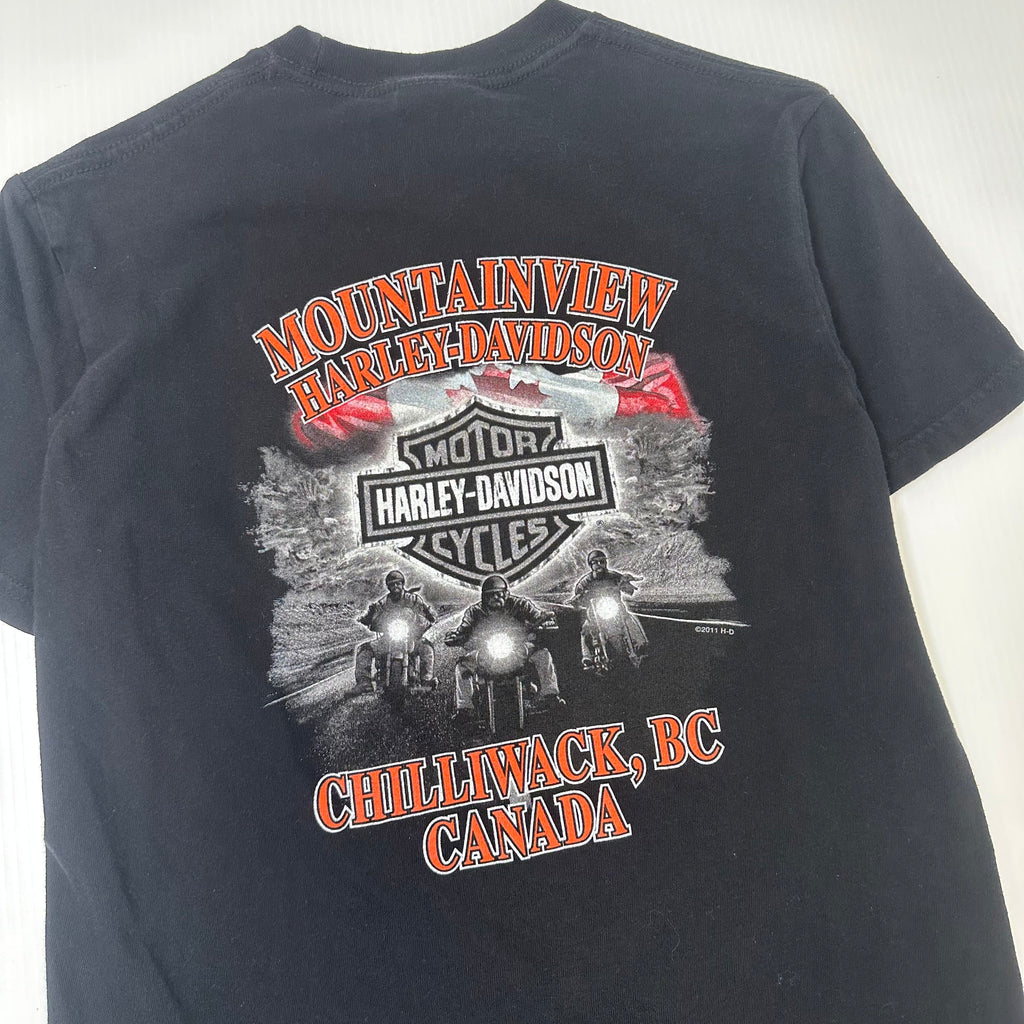 MOUNTAINVIEW
HARLEY-DAVIDSON
MOTOR
HARLEY-DAVIDSON
CYCLES
©2011 H-D
CHILLIWACK, BC
CANADA